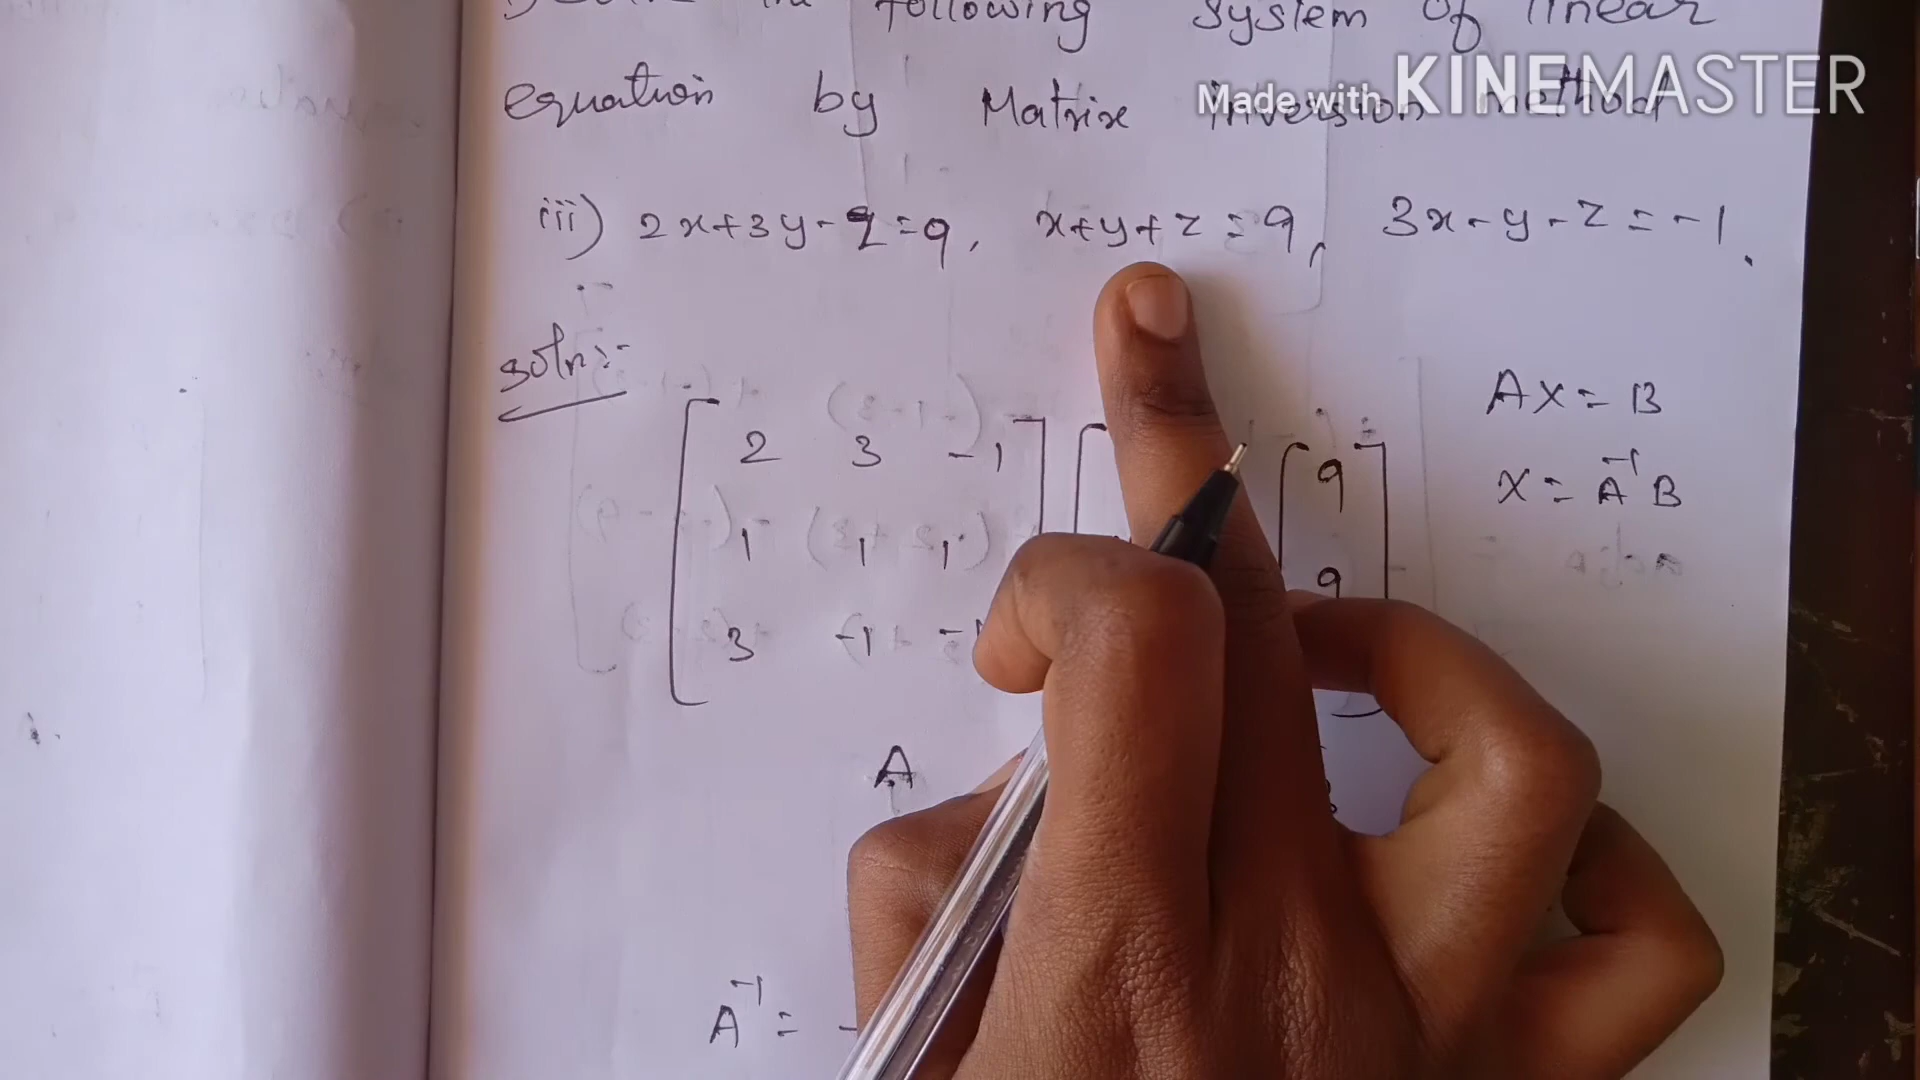 following system of linear
equation by Matrix inversion method
Made with KINEMASTER
iii) 2x+3y-z=9, x+y+z=9, 3x-y-z=-1.
soln:-
2 3 -1
1 1 1
3 -1 -1
9
9
AX = B
X = A⁻¹B
A
A⁻¹ = -